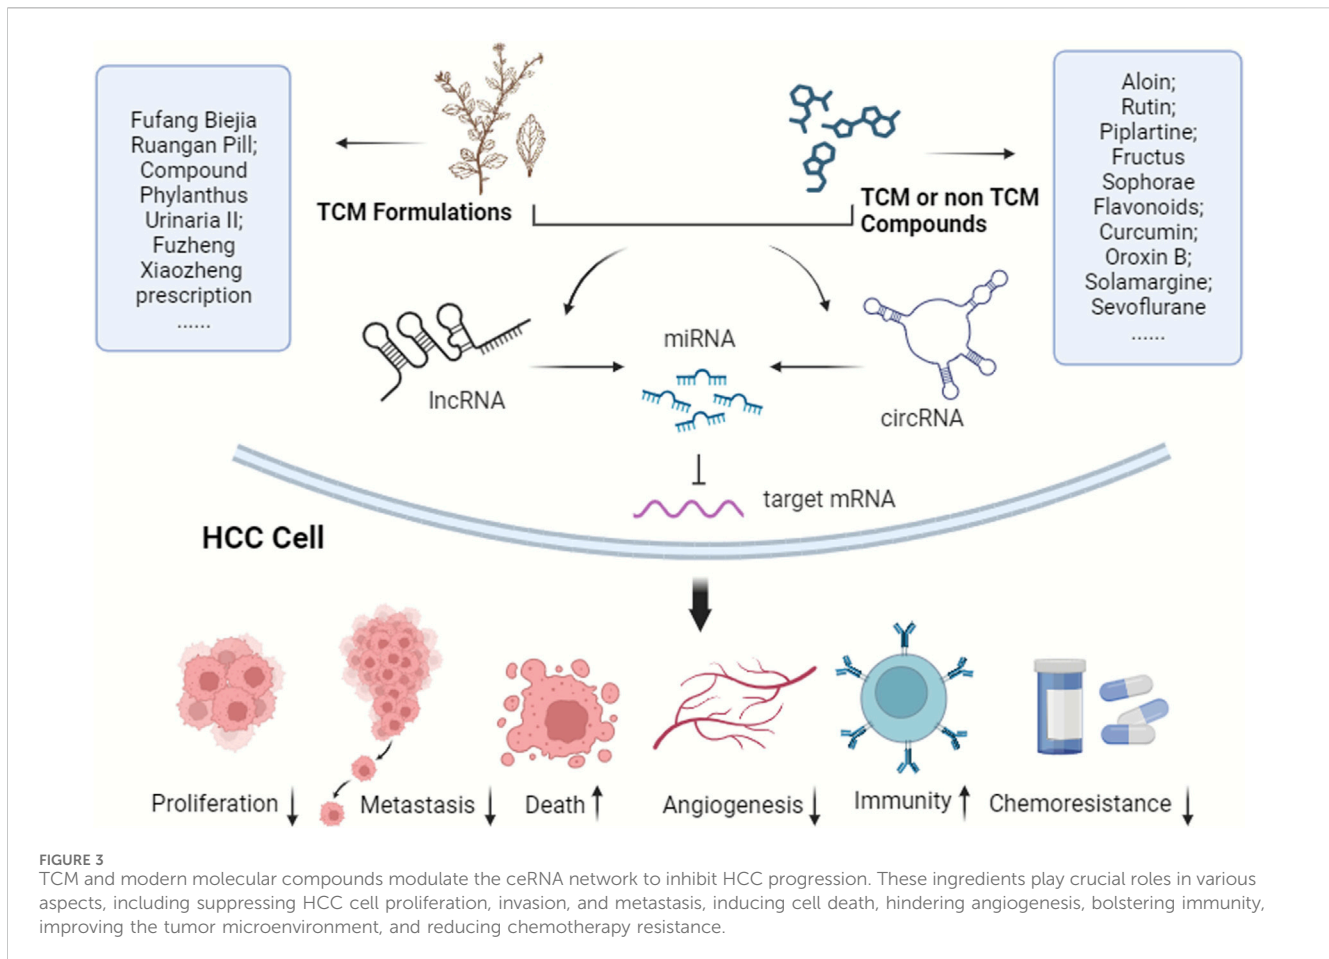 Fufang Biejia
Ruangan Pill;
Compound
Phylanthus
Urinaria II;
Fuzheng
Xiaozheng
prescription
......
TCM Formulations
TCM or non TCM
Compounds
Aloin;
Rutin;
Piplartine;
Fructus
Sophorae
Flavonoids;
Curcumin;
Oroxin B;
Solamargine;
Sevoflurane
......
lncRNA
miRNA
circRNA
target mRNA
HCC Cell
Proliferation
Metastasis
Death
Angiogenesis
Immunity
Chemoresistance
FIGURE 3
TCM and modern molecular compounds modulate the ceRNA network to inhibit HCC progression. These ingredients play crucial roles in various
aspects, including suppressing HCC cell proliferation, invasion, and metastasis, inducing cell death, hindering angiogenesis, bolstering immunity,
improving the tumor microenvironment, and reducing chemotherapy resistance.